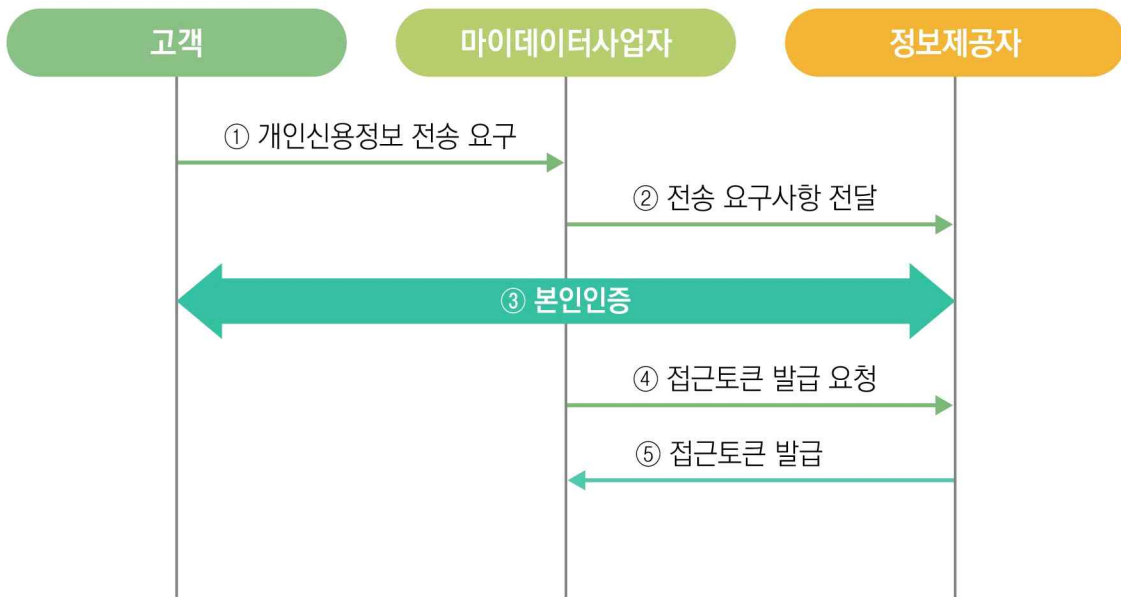 고객
마이데이터사업자
정보제공자
① 개인신용정보 전송 요구
② 전송 요구사항 전달
③ 본인인증
④ 접근토큰 발급 요청
⑤ 접근토큰 발급